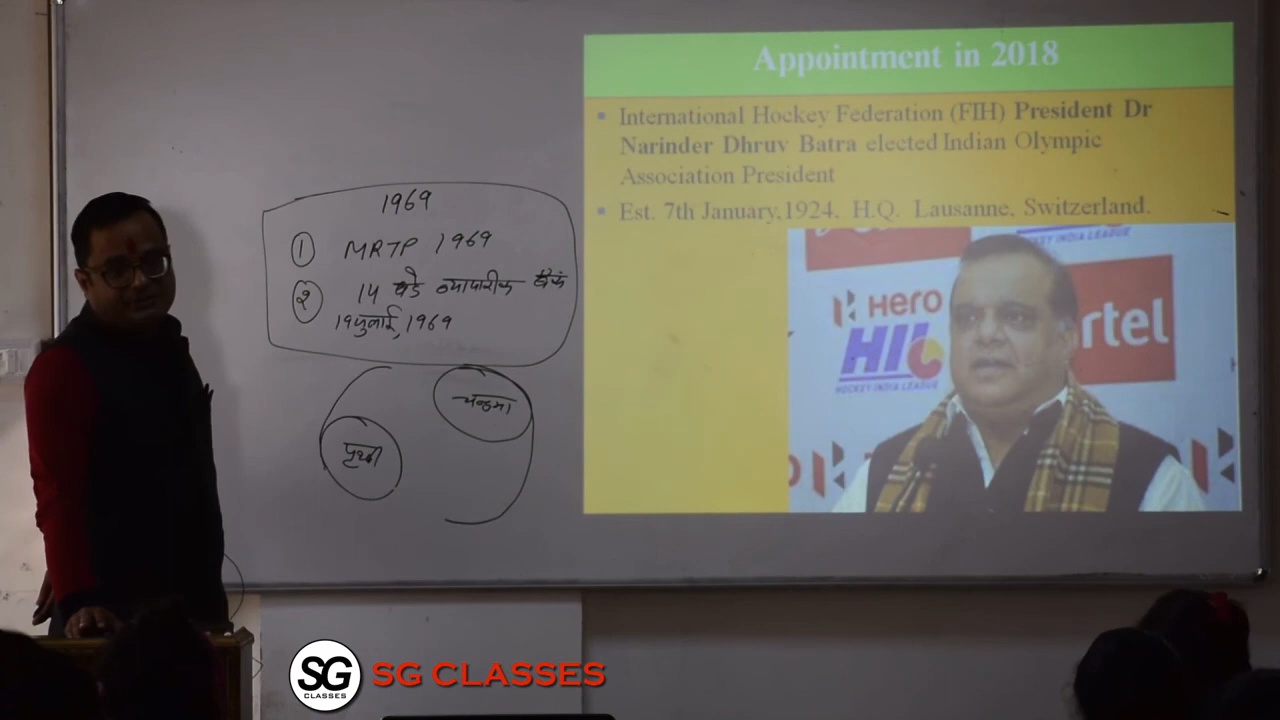 Appointment in 2018
• International Hockey Federation (FIH) President Dr
Narinder Dhruv Batra elected Indian Olympic
Association President
• Est. 7th January,1924. H.Q. Lausanne, Switzerland.
1969
① MRTP 1969
② 14 बडे व्यापारीक बैंक
19 जुलाई, 1969
चन्द्रमा
पृथ्वी
ASY INDIA LEAGUE
HERO
HIL
HOCKEY INDIA LEAGUE
rtel
SG
CLASSES
SG CLASSES